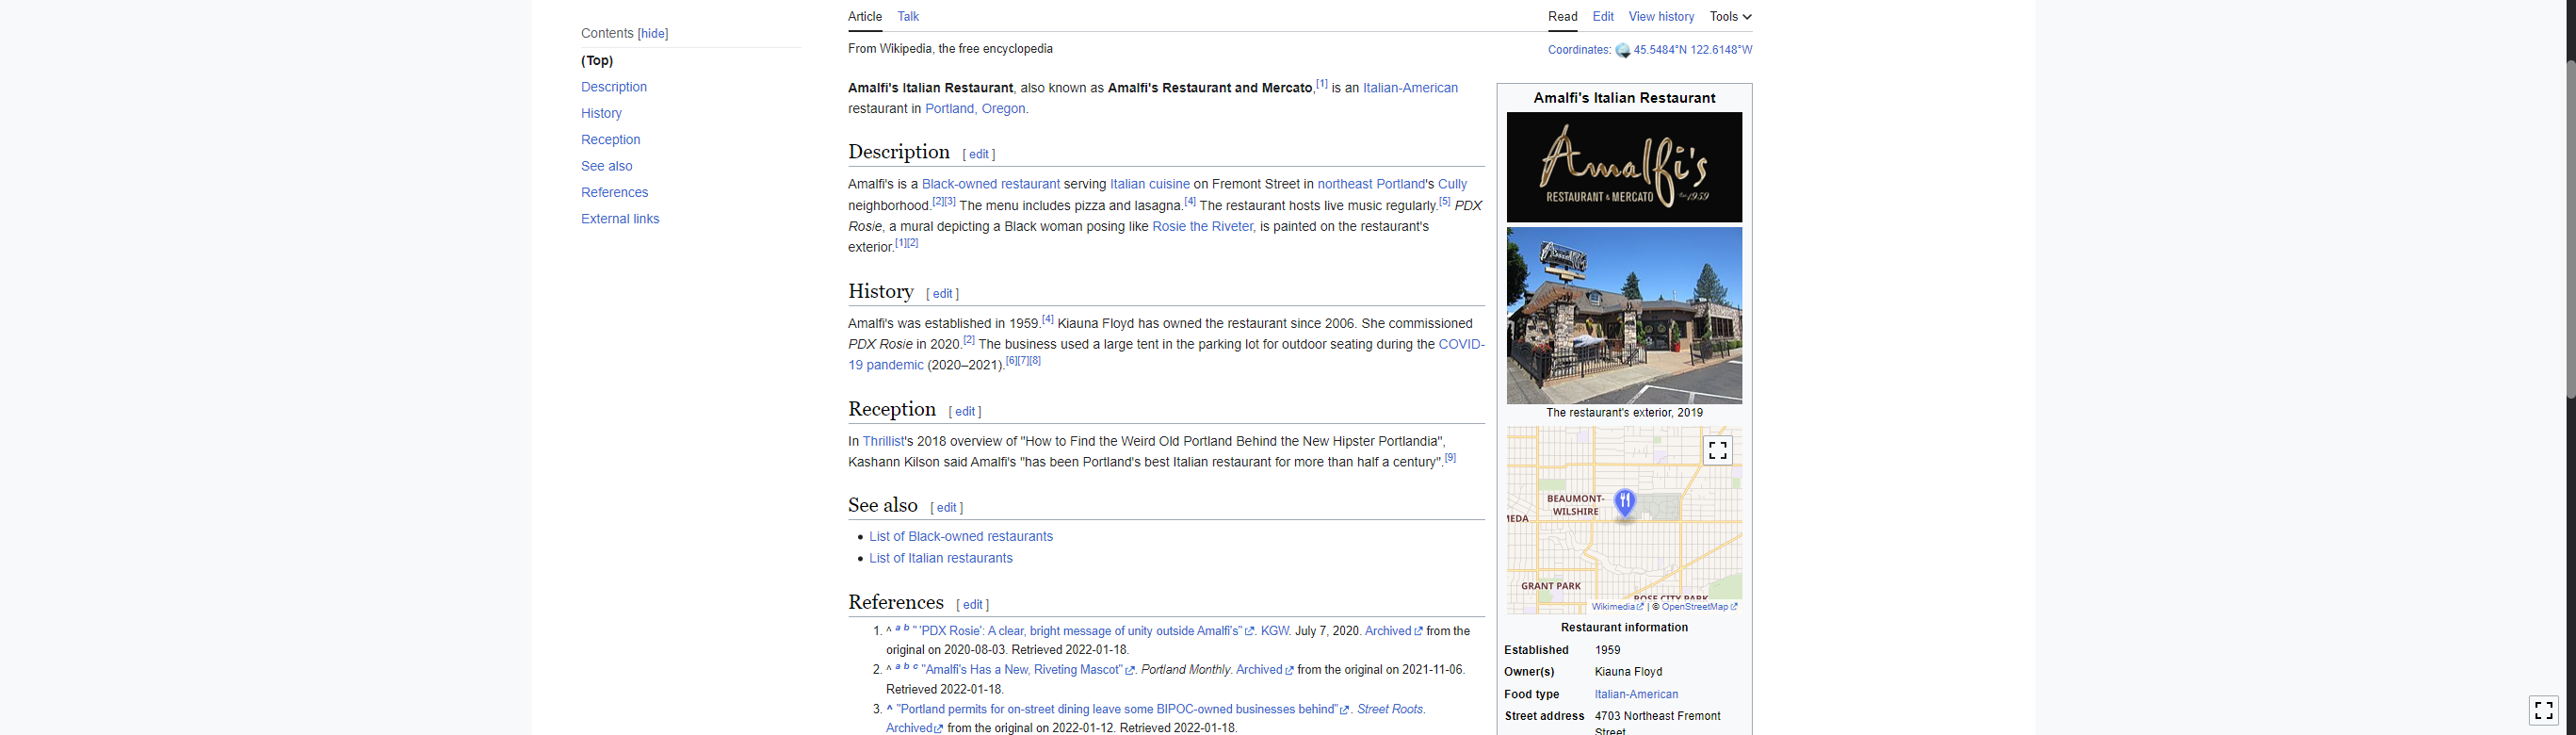 Contents [hide]
(Top)
Description
History
Reception
See also
References
External links
Article Talk
Read Edit View history Tools
From Wikipedia, the free encyclopedia
Coordinates: 45.5484°N 122.6148°W
Amalfi's Italian Restaurant, also known as Amalfi's Restaurant and Mercato,[1] is an Italian-American
restaurant in Portland, Oregon.
Description [ edit ]
Amalfi's is a Black-owned restaurant serving Italian cuisine on Fremont Street in northeast Portland's Cully
neighborhood.[2][3] The menu includes pizza and lasagna.[4] The restaurant hosts live music regularly.[5] PDX
Rosie, a mural depicting a Black woman posing like Rosie the Riveter, is painted on the restaurant's
exterior.[1][2]
History [ edit ]
Amalfi's was established in 1959.[4] Kiauna Floyd has owned the restaurant since 2006. She commissioned
PDX Rosie in 2020.[2] The business used a large tent in the parking lot for outdoor seating during the COVID-
19 pandemic (2020–2021).[6][7][8]
Reception [ edit ]
In Thrillist's 2018 overview of "How to Find the Weird Old Portland Behind the New Hipster Portlandia",
Kashann Kilson said Amalfi's "has been Portland's best Italian restaurant for more than half a century".[9]
See also [ edit ]
• List of Black-owned restaurants
• List of Italian restaurants
References [ edit ]
1. ^ a b "'PDX Rosie': A clear, bright message of unity outside Amalfi's". KGW. July 7, 2020. Archived from the
original on 2020-08-03. Retrieved 2022-01-18.
2. ^ a b c "Amalfi's Has a New, Riveting Mascot". Portland Monthly. Archived from the original on 2021-11-06.
Retrieved 2022-01-18.
3. ^ "Portland permits for on-street dining leave some BIPOC-owned businesses behind". Street Roots.
Archived from the original on 2022-01-12. Retrieved 2022-01-18.
Amalfi's Italian Restaurant
Amalfi's
RESTAURANT & MERCATO Est. 1959
Amalfi's
The restaurant's exterior, 2019
BEAUMONT-
WILSHIRE
MEDA
GRANT PARK
ROSE CITY PARK
Wikimedia | © OpenStreetMap
Restaurant information
Established 1959
Owner(s) Kiauna Floyd
Food type Italian-American
Street address 4703 Northeast Fremont
Street